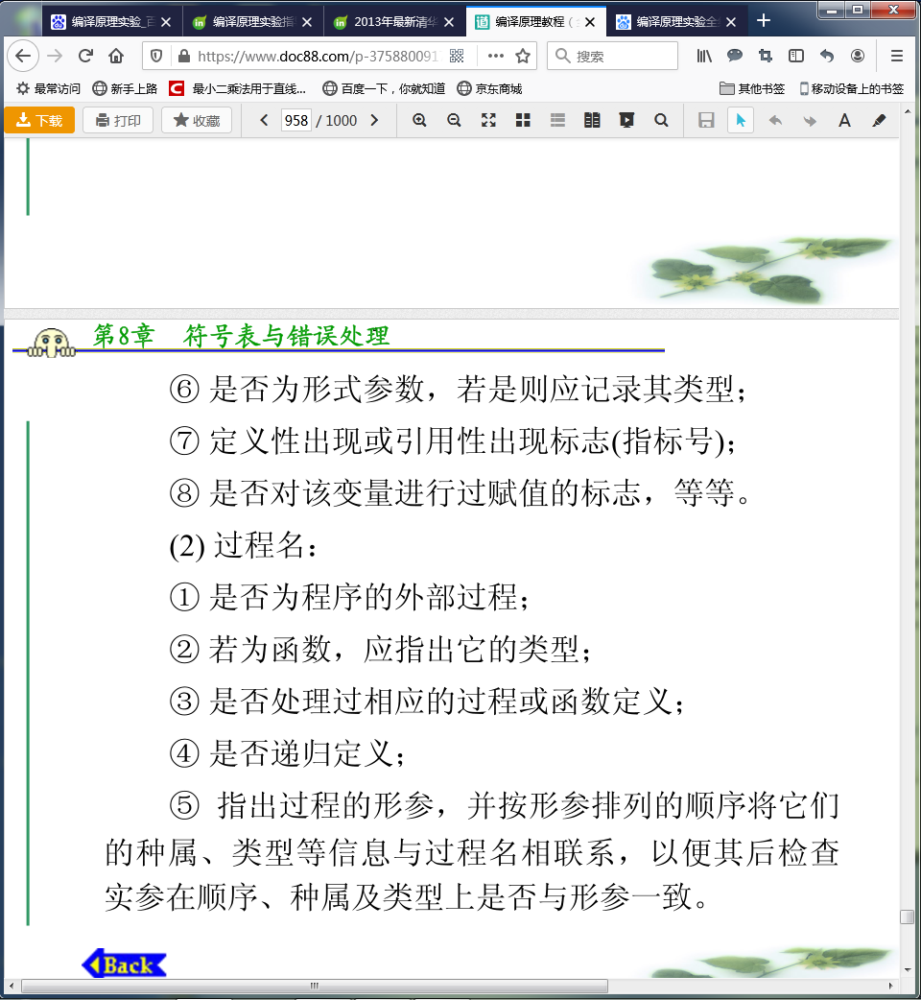 编译原理实验_百
编译原理实验指
2013年最新清华
编译原理教程（
编译原理实验全
https://www.doc88.com/p-375880091
搜索
最常访问 新手上路 最小二乘法用于直线... 百度一下，你就知道 京东商城 其他书签 移动设备上的书签
下载 打印 收藏 958 / 1000
第8章 符号表与错误处理
⑥ 是否为形式参数，若是则应记录其类型；
⑦ 定义性出现或引用性出现标志(指标号)；
⑧ 是否对该变量进行过赋值的标志，等等。
(2) 过程名：
① 是否为程序的外部过程；
② 若为函数，应指出它的类型；
③ 是否处理过相应的过程或函数定义；
④ 是否递归定义；
⑤ 指出过程的形参，并按形参排列的顺序将它们
的种属、类型等信息与过程名相联系，以便其后检查
实参在顺序、种属及类型上是否与形参一致。
Back